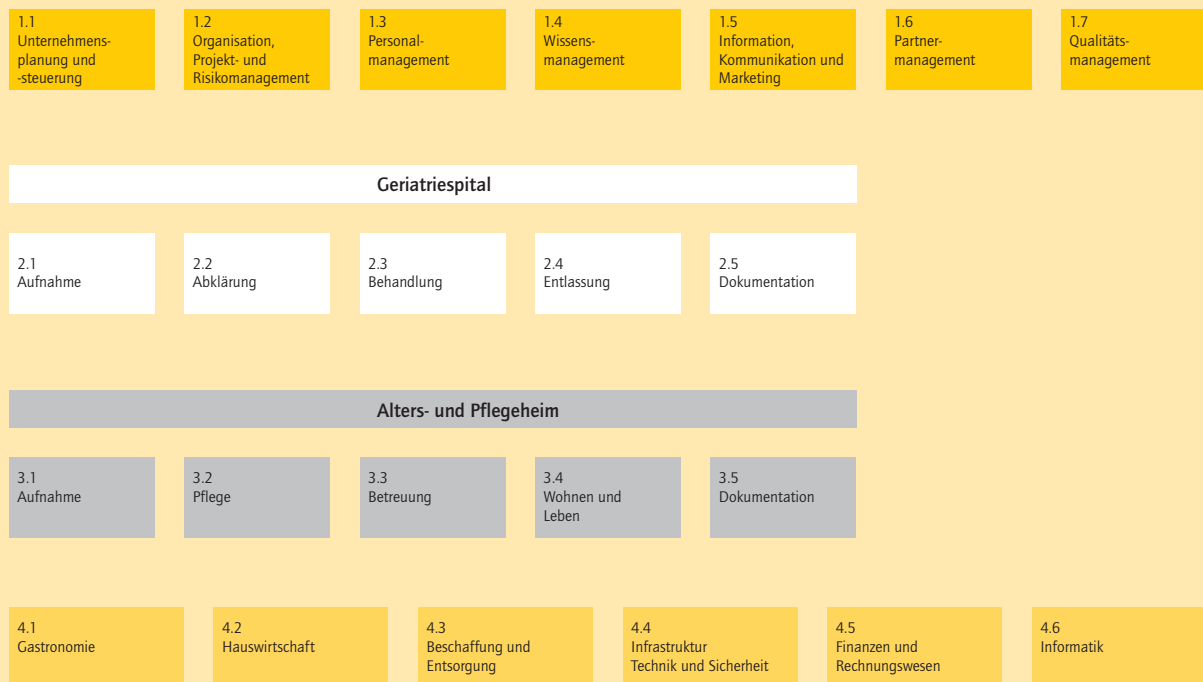 1.1
Unternehmens-
planung und
-steuerung
1.2
Organisation,
Projekt- und
Risikomanagement
1.3
Personal-
management
1.4
Wissens-
management
1.5
Information,
Kommunikation und
Marketing
1.6
Partner-
management
1.7
Qualitäts-
management
Geriatriespital
2.1
Aufnahme
2.2
Abklärung
2.3
Behandlung
2.4
Entlassung
2.5
Dokumentation
Alters- und Pflegeheim
3.1
Aufnahme
3.2
Pflege
3.3
Betreuung
3.4
Wohnen und
Leben
3.5
Dokumentation
4.1
Gastronomie
4.2
Hauswirtschaft
4.3
Beschaffung und
Entsorgung
4.4
Infrastruktur
Technik und Sicherheit
4.5
Finanzen und
Rechnungswesen
4.6
Informatik